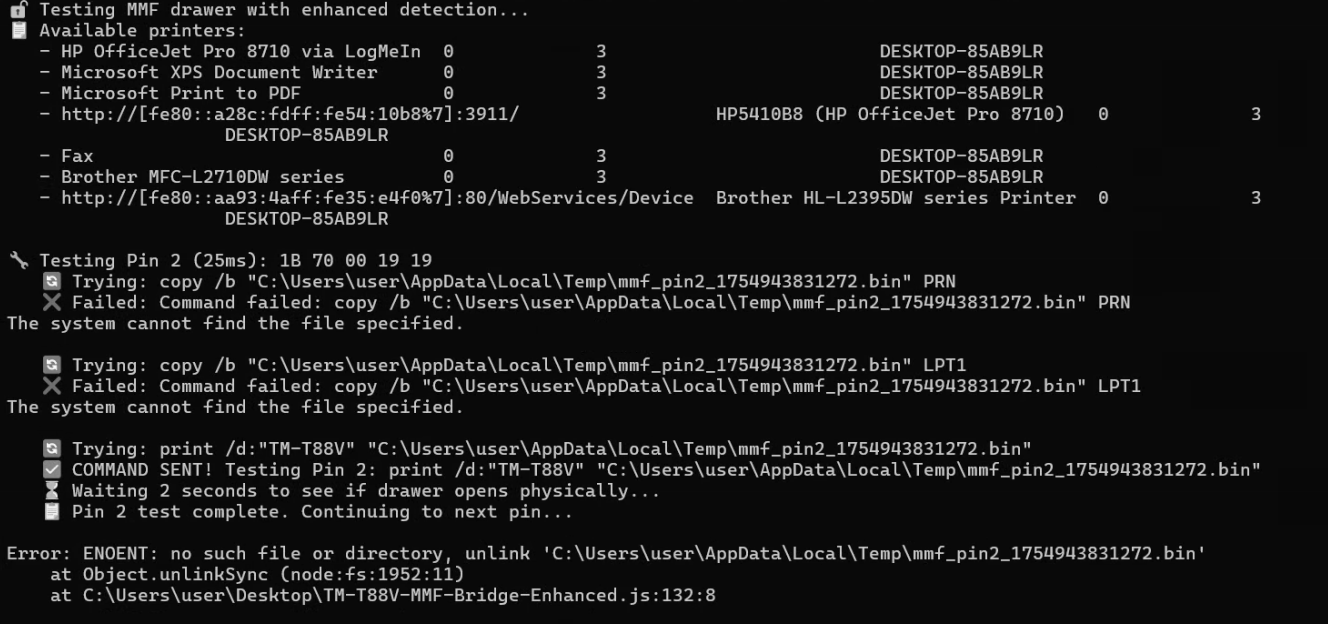 Testing MMF drawer with enhanced detection...
Available printers:
- HP OfficeJet Pro 8710 via LogMeIn 0 3 DESKTOP-85AB9LR
- Microsoft XPS Document Writer 0 3 DESKTOP-85AB9LR
- Microsoft Print to PDF 0 3 DESKTOP-85AB9LR
- http://[fe80::a28c:fdff:fe54:10b8%7]:3911/ HP5410B8 (HP OfficeJet Pro 8710) 0 3
DESKTOP-85AB9LR
- Fax 0 3 DESKTOP-85AB9LR
- Brother MFC-L2710DW series 0 3 DESKTOP-85AB9LR
- http://[fe80::aa93:4aff:fe35:e4f0%7]:80/WebServices/Device Brother HL-L2395DW series Printer 0 3
DESKTOP-85AB9LR
Testing Pin 2 (25ms): 1B 70 00 19 19
Trying: copy /b "C:\Users\user\AppData\Local\Temp\mmf_pin2_1754943831272.bin" PRN
Failed: Command failed: copy /b "C:\Users\user\AppData\Local\Temp\mmf_pin2_1754943831272.bin" PRN
The system cannot find the file specified.
Trying: copy /b "C:\Users\user\AppData\Local\Temp\mmf_pin2_1754943831272.bin" LPT1
Failed: Command failed: copy /b "C:\Users\user\AppData\Local\Temp\mmf_pin2_1754943831272.bin" LPT1
The system cannot find the file specified.
Trying: print /d:"TM-T88V" "C:\Users\user\AppData\Local\Temp\mmf_pin2_1754943831272.bin"
COMMAND SENT! Testing Pin 2: print /d:"TM-T88V" "C:\Users\user\AppData\Local\Temp\mmf_pin2_1754943831272.bin"
Waiting 2 seconds to see if drawer opens physically...
Pin 2 test complete. Continuing to next pin...
Error: ENOENT: no such file or directory, unlink 'C:\Users\user\AppData\Local\Temp\mmf_pin2_1754943831272.bin'
at Object.unlinkSync (node:fs:1952:11)
at C:\Users\user\Desktop\TM-T88V-MMF-Bridge-Enhanced.js:132:8